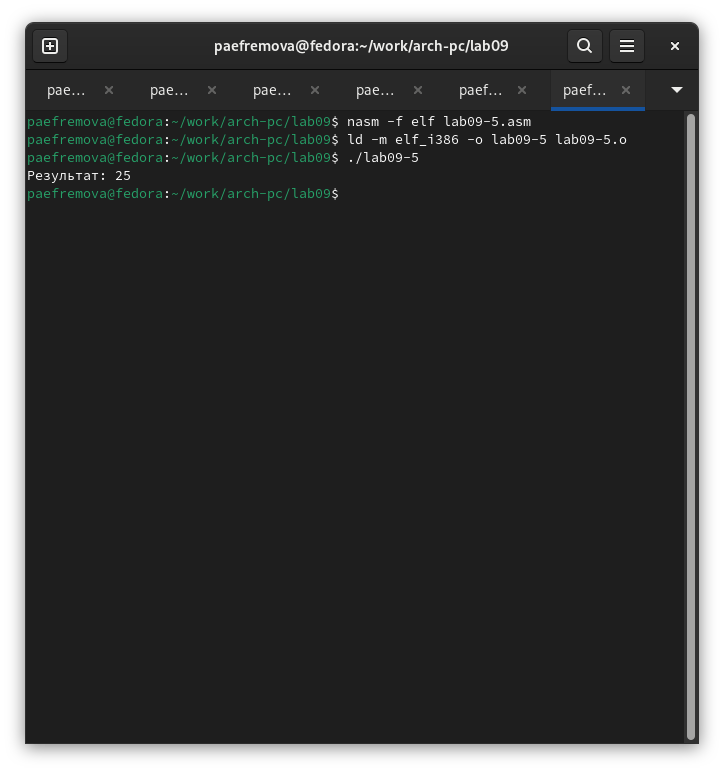 paefremova@fedora:~/work/arch-pc/lab09
pae... pae... pae... pae... paef... paef...
paefremova@fedora:~/work/arch-pc/lab09$ nasm -f elf lab09-5.asm
paefremova@fedora:~/work/arch-pc/lab09$ ld -m elf_i386 -o lab09-5 lab09-5.o
paefremova@fedora:~/work/arch-pc/lab09$ ./lab09-5
Результат: 25
paefremova@fedora:~/work/arch-pc/lab09$